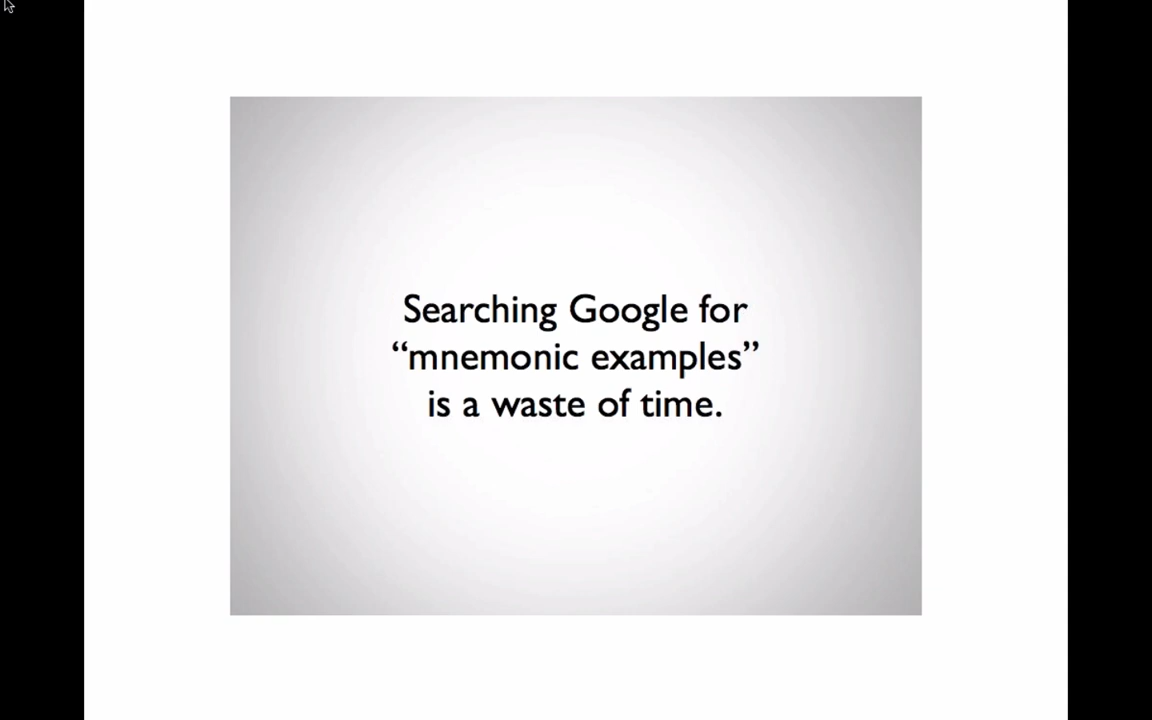 Searching Google for
“mnemonic examples”
is a waste of time.